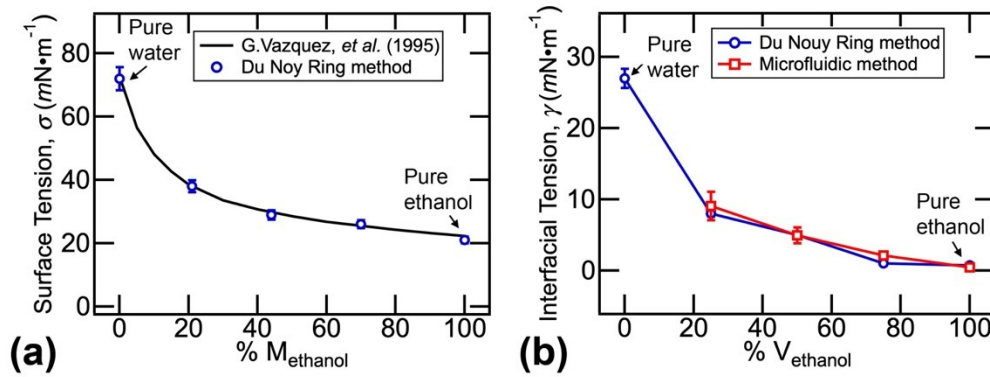 Surface Tension, σ (mN•m⁻¹)
80
60
40
20
0
Pure
water
G.Vazquez, et al. (1995)
Du Noy Ring method
Pure
ethanol
0 20 40 60 80 100
% M_ethanol
(a)
Interfacial Tension, γ (mN•m⁻¹)
30
20
10
0
Pure
water
Du Nouy Ring method
Microfluidic method
Pure
ethanol
0 20 40 60 80 100
% V_ethanol
(b)